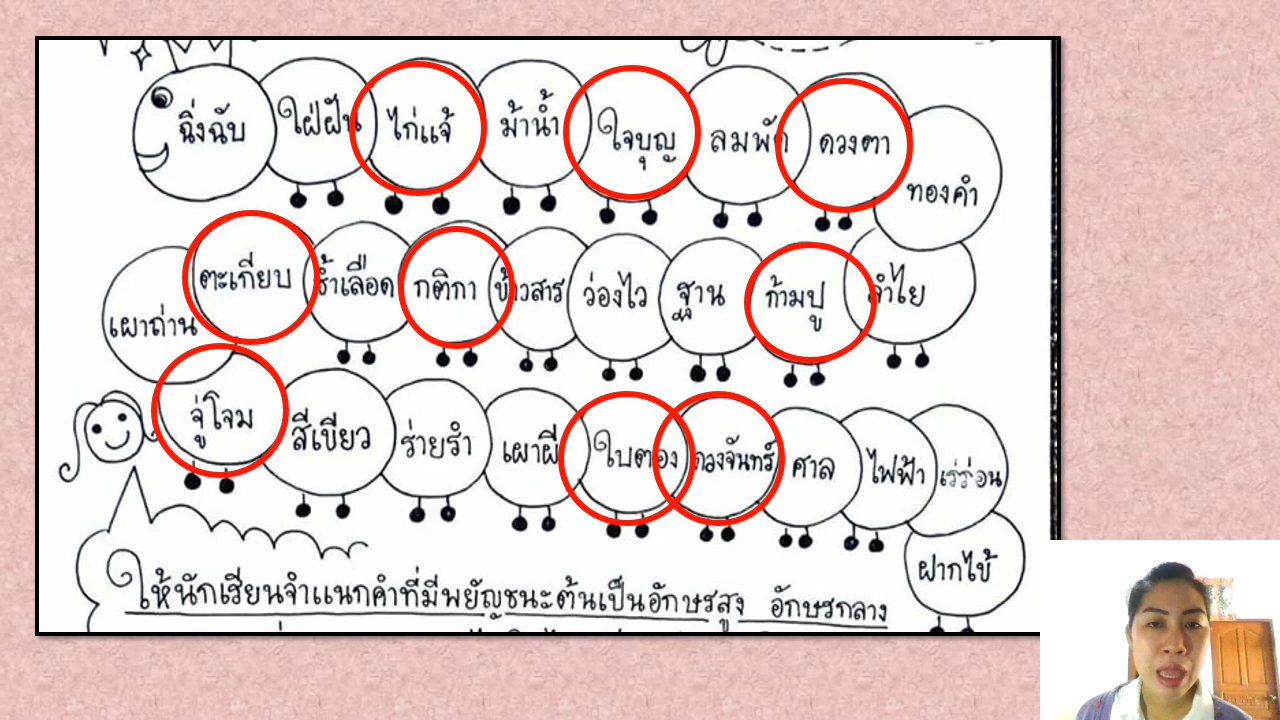 ฉิ่งฉับ ใฝ่ฝัน ไก่แจ้ ม้าน้ำ ใจบุญ ลมพัด ดวงตา
ทองคำ
เผาถ่าน ตะเกียบ ช้ำเลือด กติกา ข้าวสาร ว่องไว ฐาน ก้ามปู ลำไย
จู่โจม สีเขียว ร่ายรำ เผาผี ใบตอง ดวงจันทร์ ศาล ไฟฟ้า เร่ร่อน
ฝากไข้
ให้นักเรียนจำแนกคำที่มีพยัญชนะต้นเป็นอักษรสูง อักษรกลาง